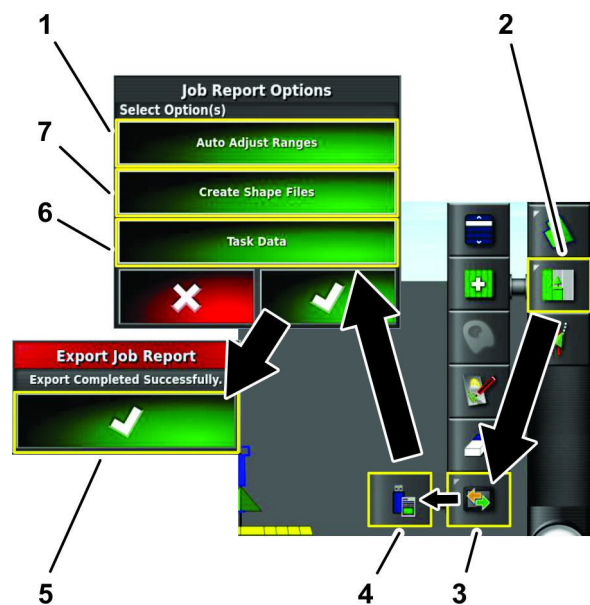 1
2
Job Report Options
Select Option(s)
7
Auto Adjust Ranges
Create Shape Files
6
Task Data
Export Job Report
Export Completed Successfully.
5
4
3